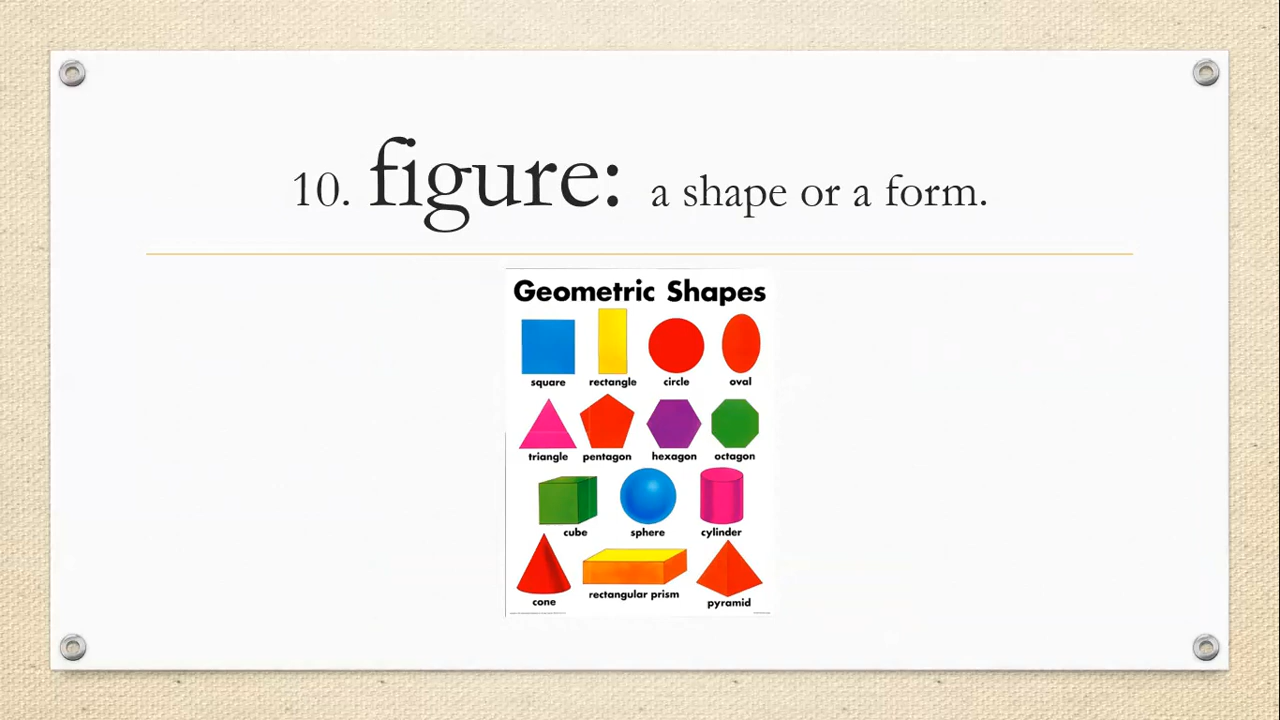 10. figure: a shape or a form.
Geometric Shapes
square rectangle circle oval
triangle pentagon hexagon octagon
cube sphere cylinder
cone rectangular prism pyramid